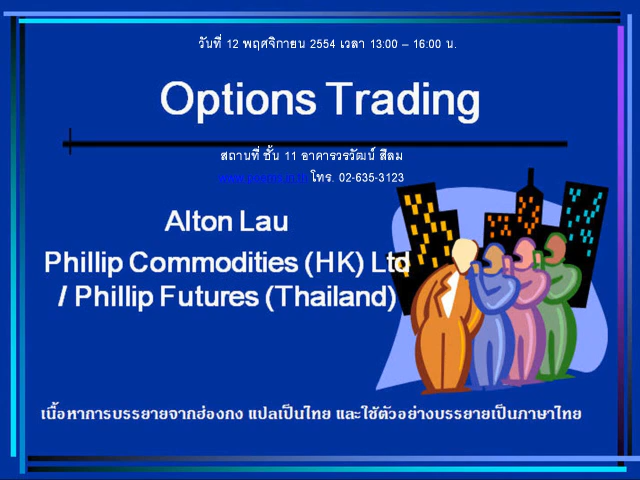 วันที่ 12 พฤศจิกายน 2554 เวลา 13:00 – 16:00 น.
Options Trading
สถานที่ ชั้น 11 อาคารวรวัฒน์ สีลม
โทร. 02-635-3123
Alton Lau
Phillip Commodities (HK) Ltd
/ Phillip Futures (Thailand)
เนื้อหาการบรรยายจากฮ่องกง แปลเป็นไทย และใช้ตัวอย่างบรรยายเป็นภาษาไทย